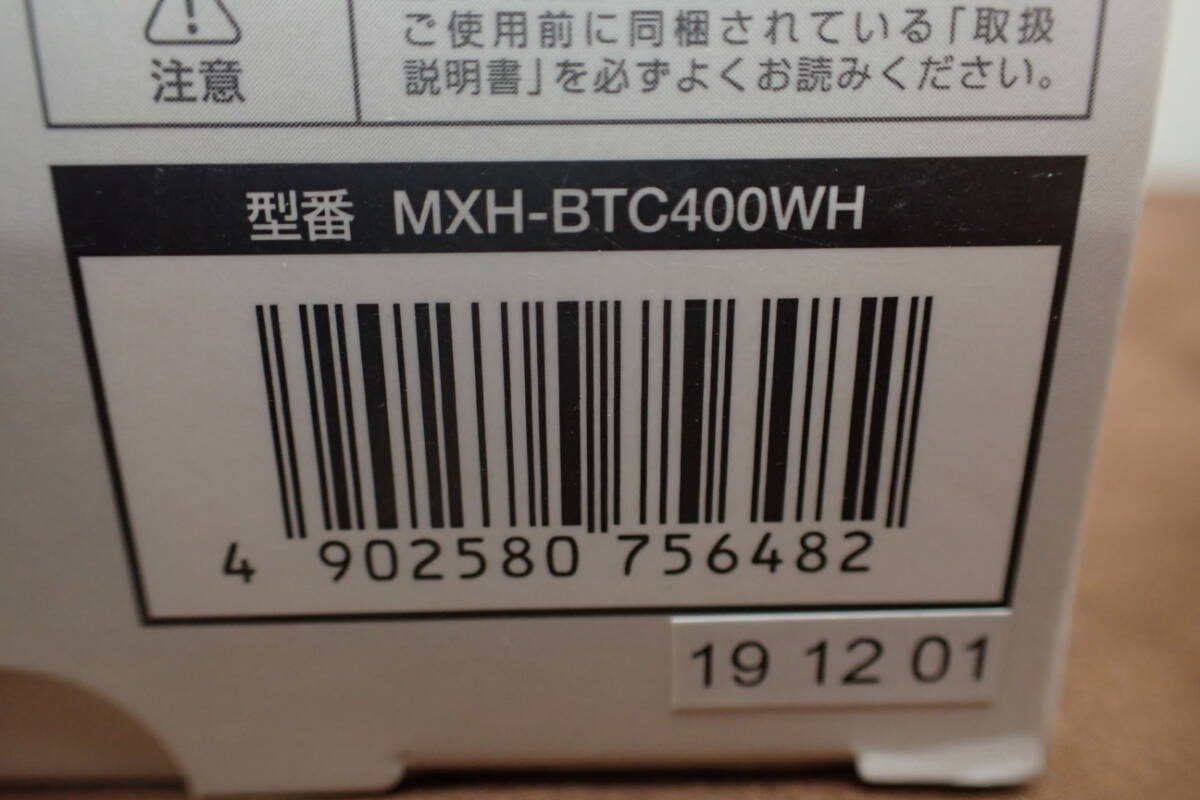 ご使用前に同梱されている「取扱
説明書」を必ずよくお読みください。
注意
型番 MXH-BTC400WH
4 902580 756482
19 12 01